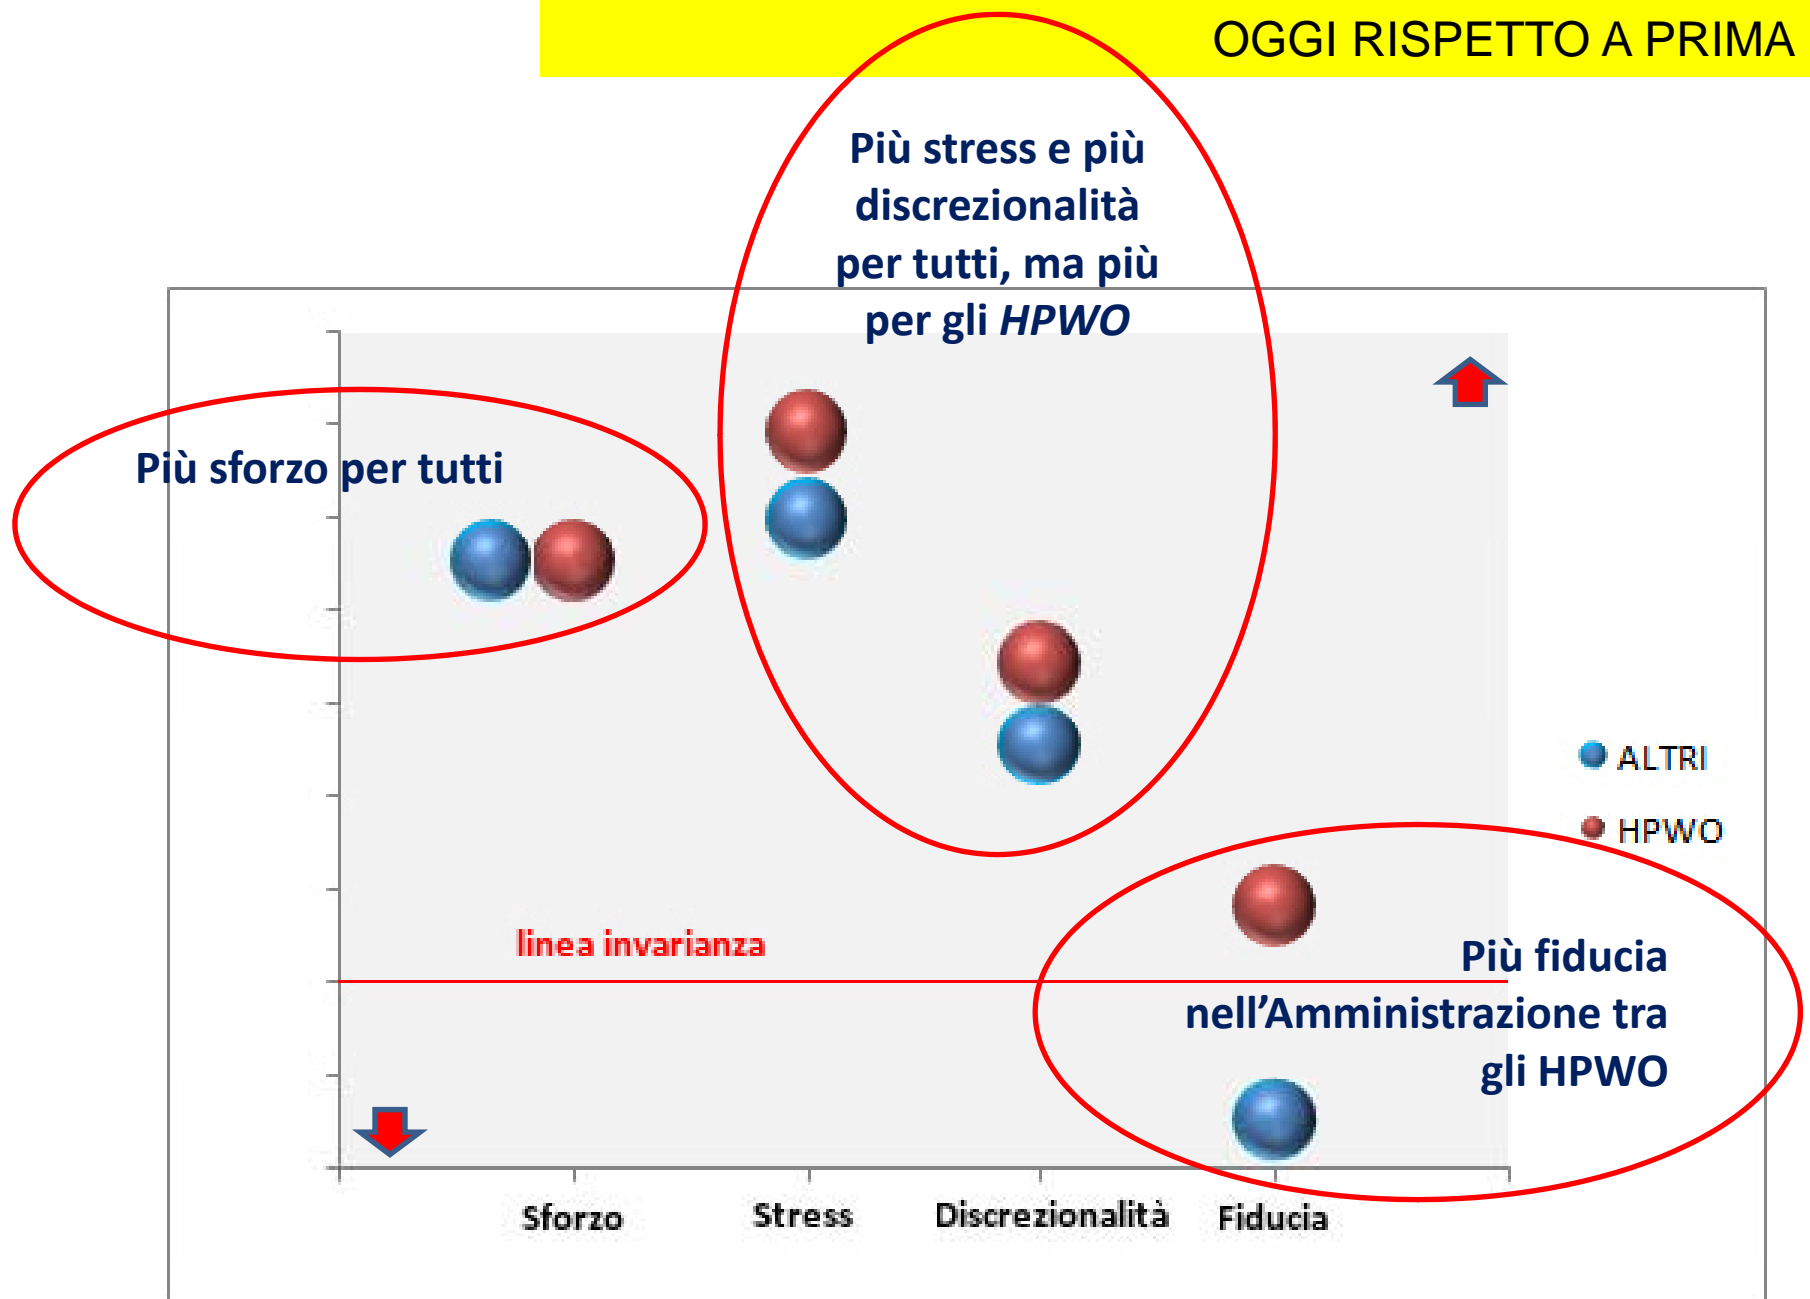 OGGI RISPETTO A PRIMA
Più stress e più
discrezionalità
per tutti, ma più
per gli HPWO
Più sforzo per tutti
ALTRI
HPWO
linea invarianza
Più fiducia
nell’Amministrazione tra
gli HPWO
Sforzo
Stress
Discrezionalità
Fiducia